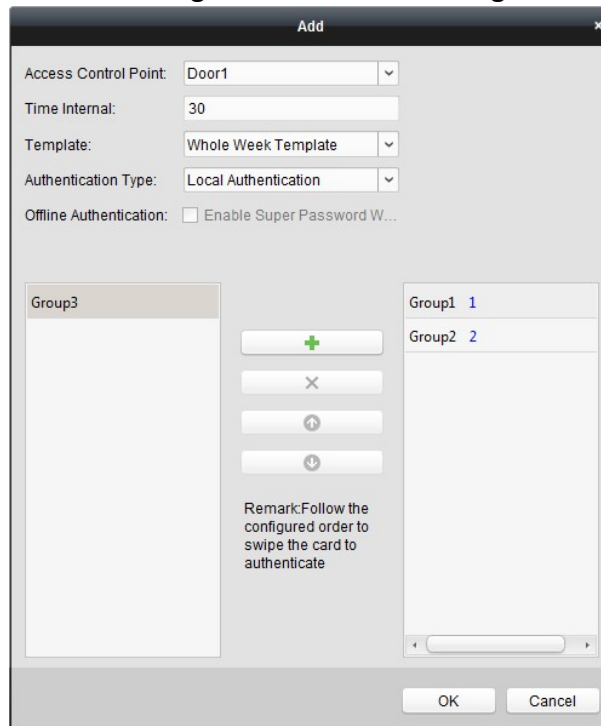 Add
Access Control Point: Door1
Time Internal: 30
Template: Whole Week Template
Authentication Type: Local Authentication
Offline Authentication: Enable Super Password W...
Group3
Group1 1
Group2 2
Remark:Follow the
configured order to
swipe the card to
authenticate
OK Cancel